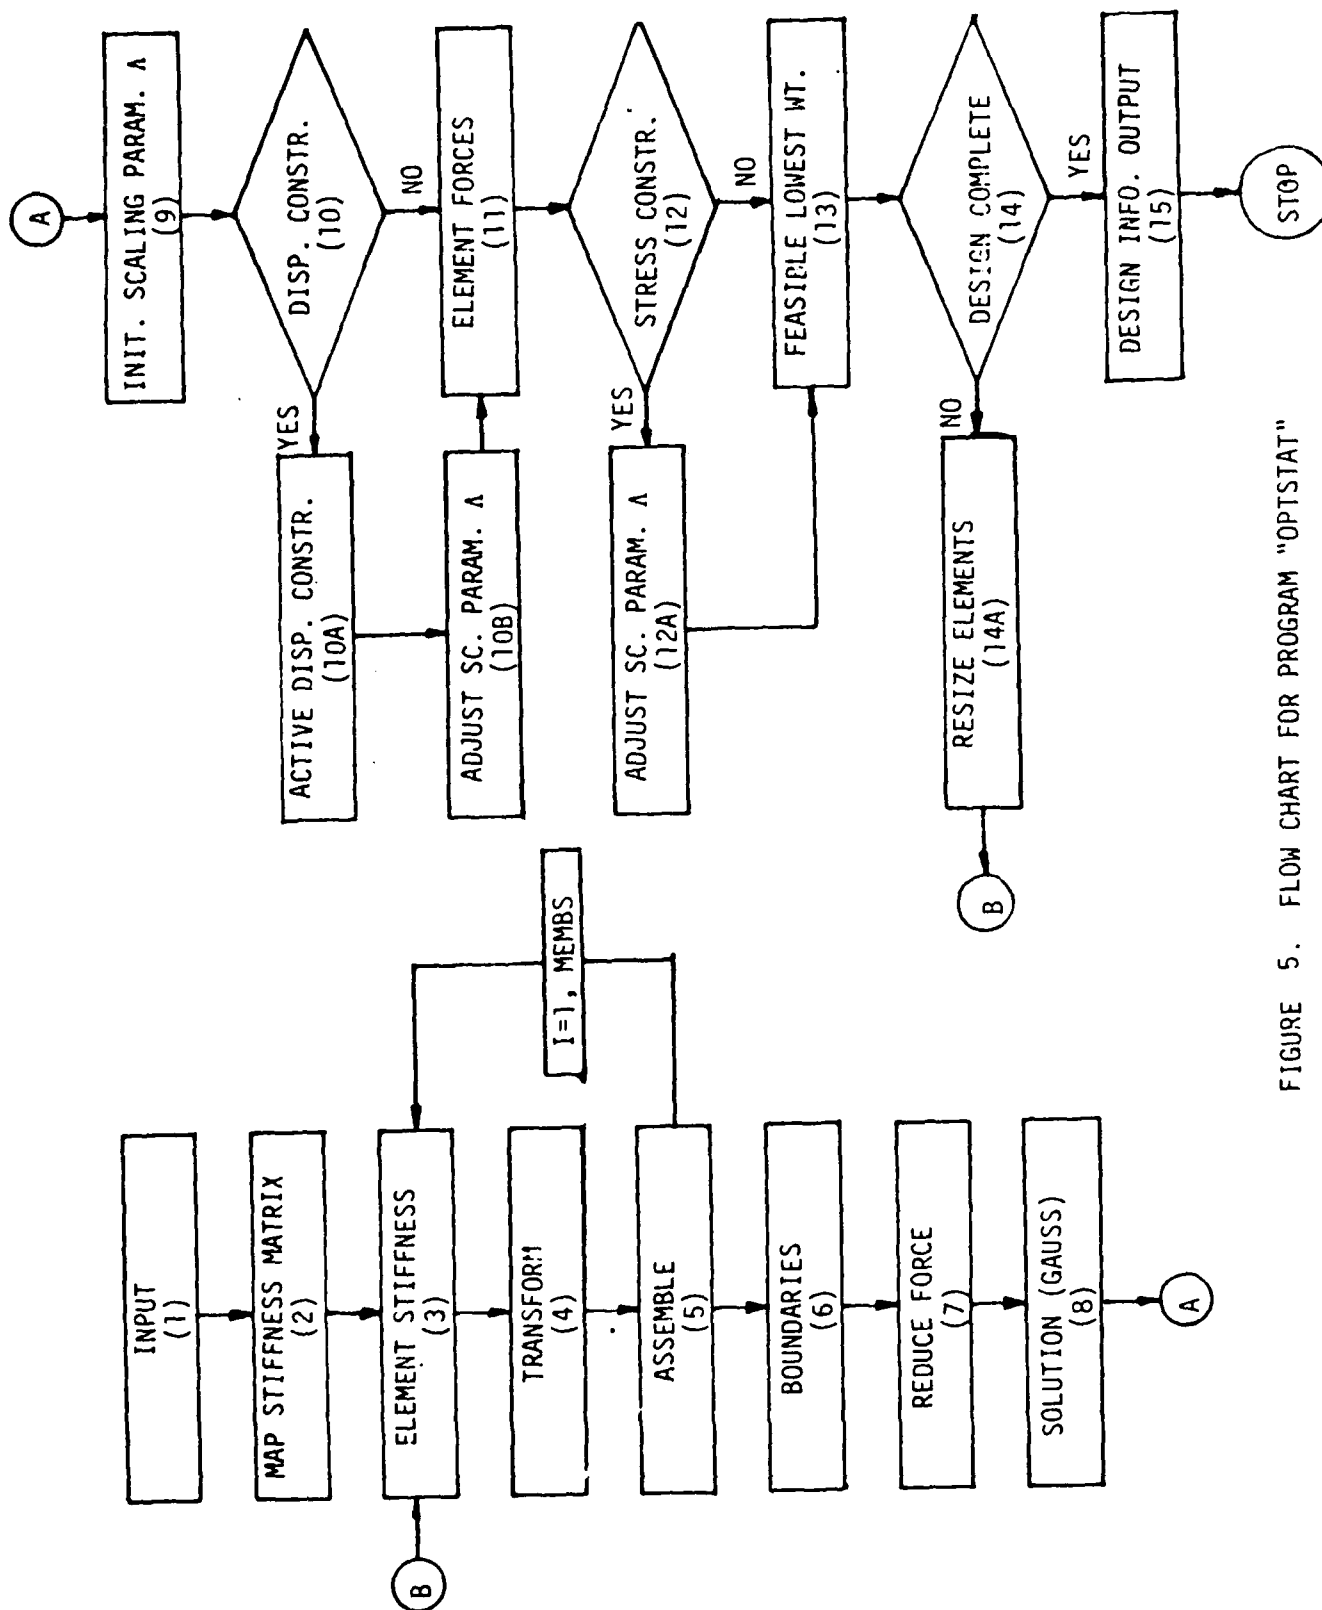 INPUT
(1)
MAP STIFFNESS MATRIX
(2)
ELEMENT STIFFNESS
(3)
B
TRANSFORM
(4)
ASSEMBLE
(5)
I=1, MEMBS
BOUNDARIES
(6)
REDUCE FORCE
(7)
SOLUTION (GAUSS)
(8)
A
A
INIT. SCALING PARAM. Λ
(9)
DISP. CONSTR.
(10)
YES
NO
ACTIVE DISP. CONSTR.
(10A)
ADJUST SC. PARAM. Λ
(10B)
ELEMENT FORCES
(11)
STRESS CONSTR.
(12)
YES
NO
ADJUST SC. PARAM. Λ
(12A)
FEASIBLE LOWEST WT.
(13)
DESIGN COMPLETE
(14)
NO
YES
RESIZE ELEMENTS
(14A)
B
DESIGN INFO. OUTPUT
(15)
STOP
FIGURE 5. FLOW CHART FOR PROGRAM "OPTSTAT"